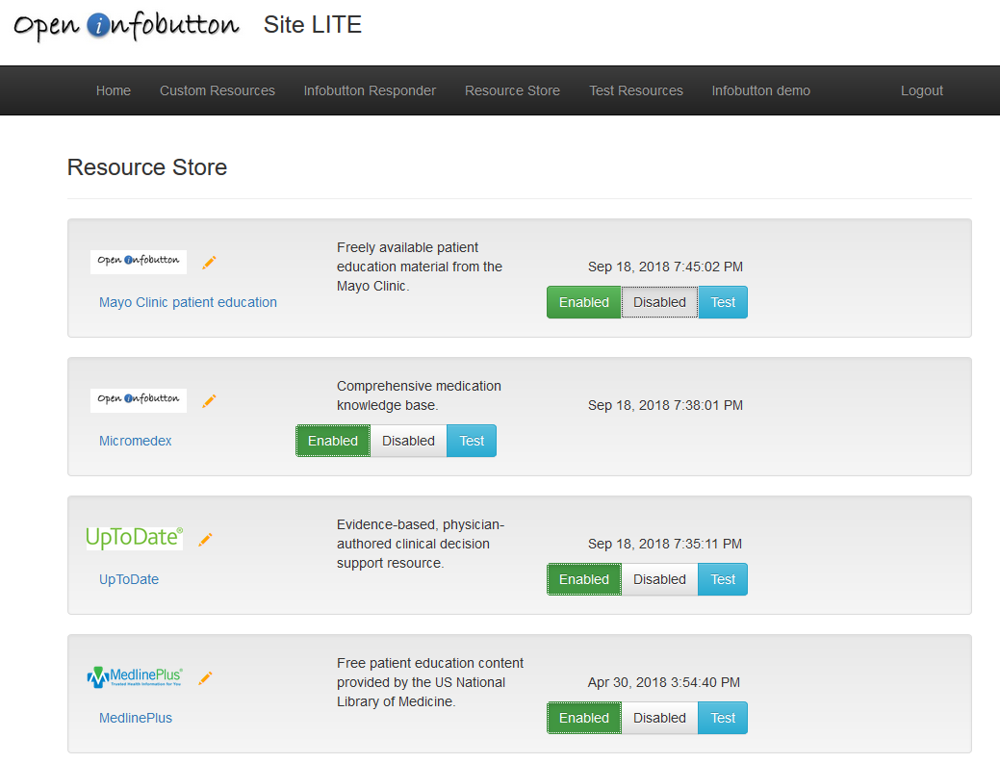 Open infobutton Site LITE
Home Custom Resources Infobutton Responder Resource Store Test Resources Infobutton demo Logout
Resource Store
Open infobutton
Mayo Clinic patient education
Freely available patient
education material from the
Mayo Clinic.
Sep 18, 2018 7:45:02 PM
Enabled Disabled Test
Open infobutton
Micromedex
Comprehensive medication
knowledge base.
Sep 18, 2018 7:38:01 PM
Enabled Disabled Test
UpToDate®
UpToDate
Evidence-based, physician-
authored clinical decision
support resource.
Sep 18, 2018 7:35:11 PM
Enabled Disabled Test
MedlinePlus®
Trusted Health Information for You
MedlinePlus
Free patient education content
provided by the US National
Library of Medicine.
Apr 30, 2018 3:54:40 PM
Enabled Disabled Test